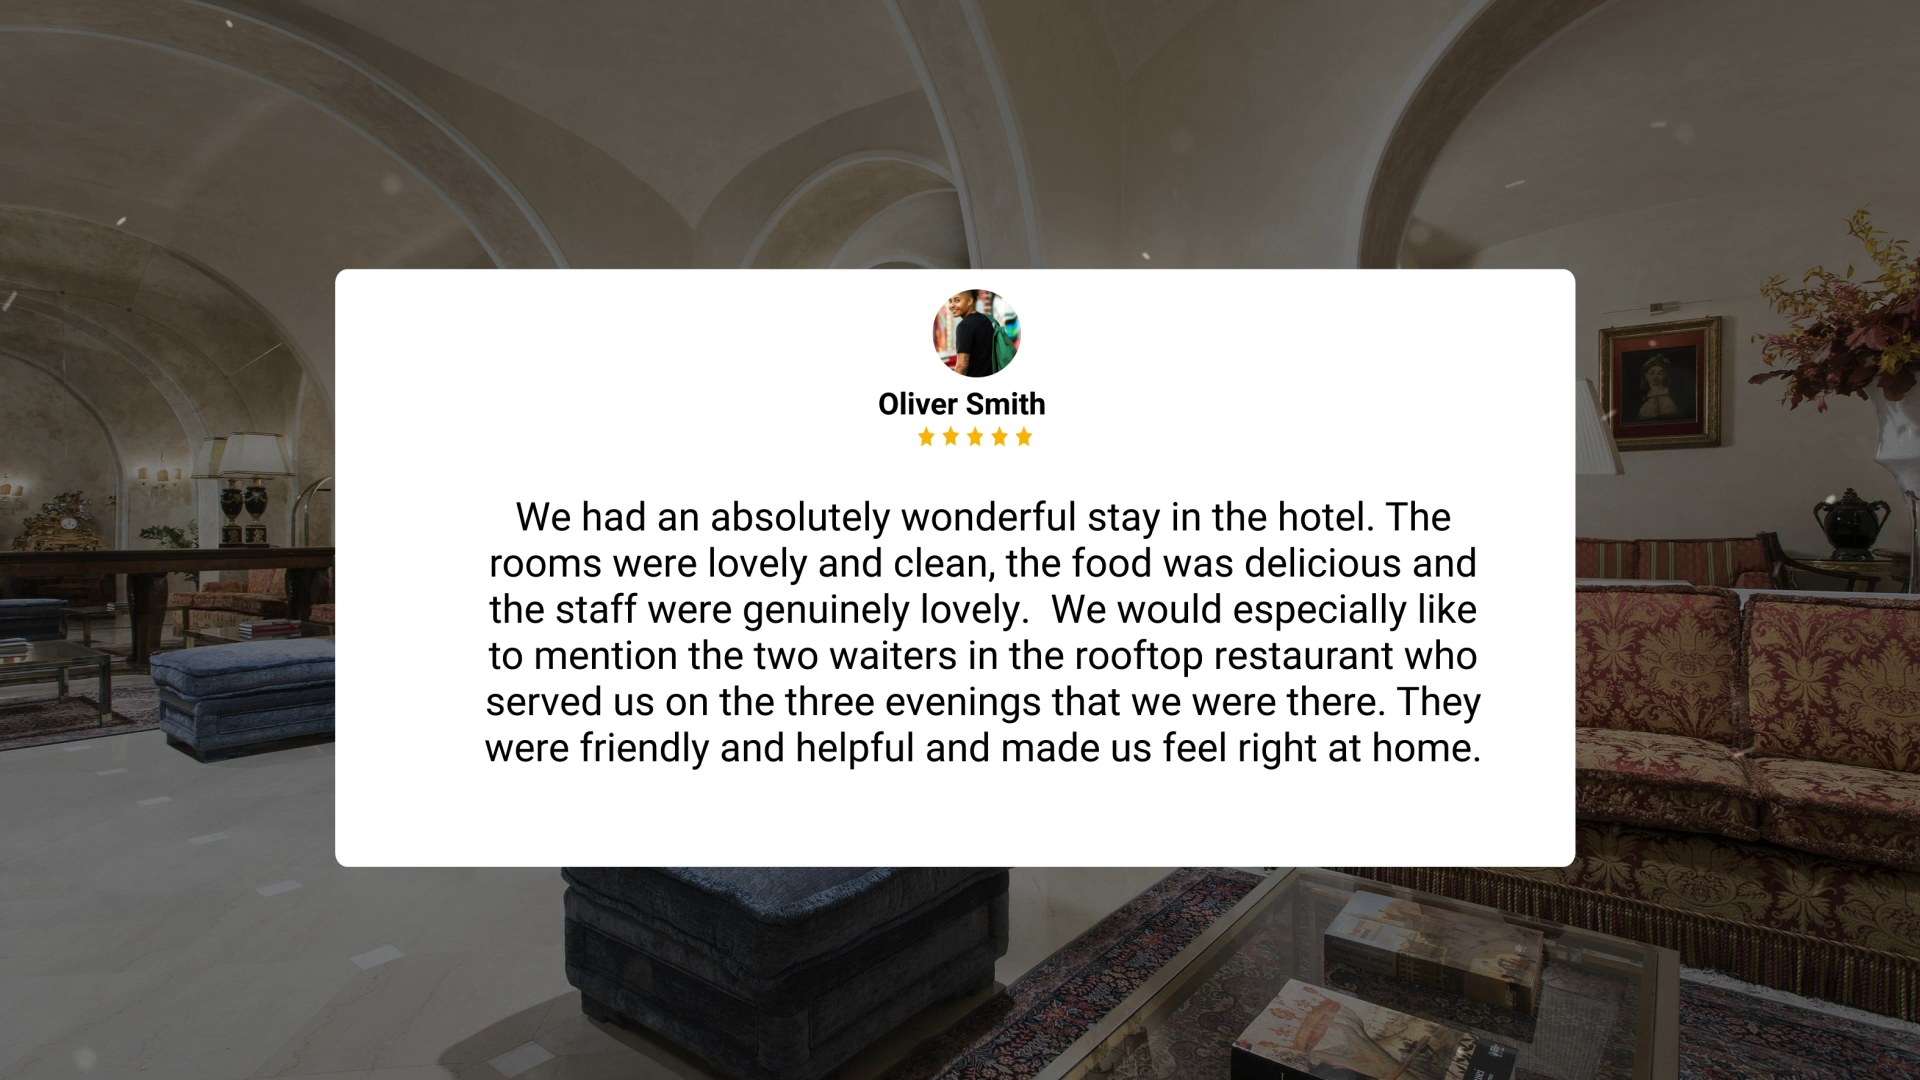 Oliver Smith
We had an absolutely wonderful stay in the hotel. The
rooms were lovely and clean, the food was delicious and
the staff were genuinely lovely.  We would especially like
to mention the two waiters in the rooftop restaurant who
served us on the three evenings that we were there. They
were friendly and helpful and made us feel right at home.